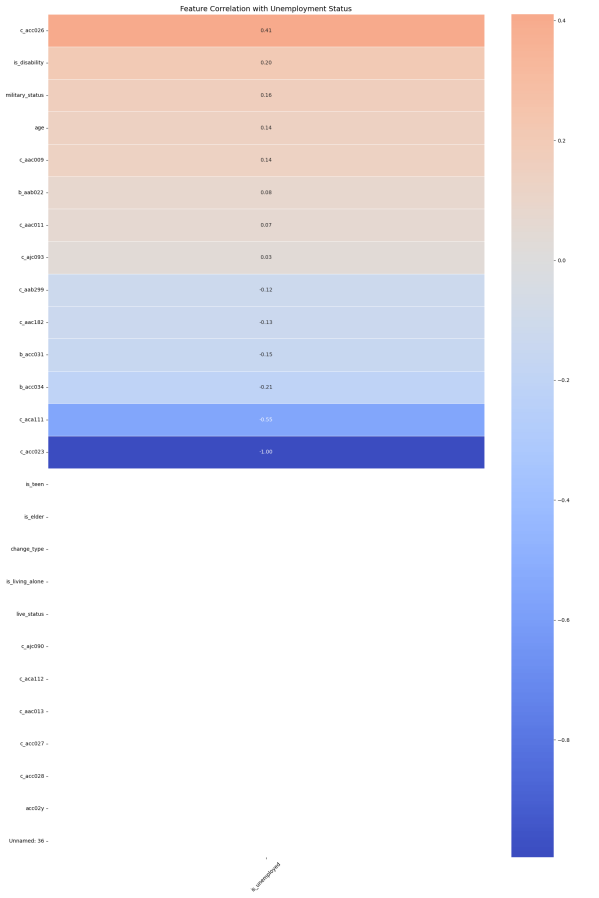 Feature Correlation with Unemployment Status
c_acc026
0.41
is_disability
0.20
military_status
0.16
age
0.14
c_aac009
0.14
b_aab022
0.08
c_aac011
0.07
c_ajc093
0.03
c_aab299
-0.12
c_aac182
-0.13
b_acc031
-0.15
b_acc034
-0.21
c_aca111
-0.55
c_acc023
-1.00
is_teen
is_elder
change_type
is_living_alone
live_status
c_ajc090
c_aca112
c_aac013
c_acc027
c_acc028
acc02y
Unnamed: 36
is_unemployed
0.4
0.2
0.0
−0.2
−0.4
−0.6
−0.8